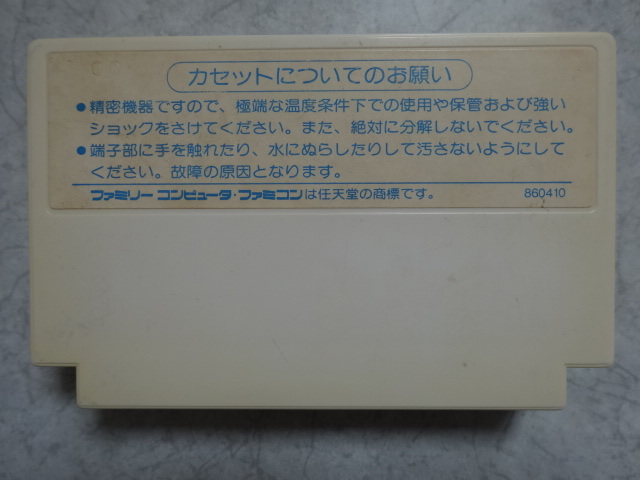 カセットについてのお願い
●精密機器ですので、極端な温度条件下での使用や保管および強い
ショックをさけてください。また、絶対に分解しないでください。
●端子部に手を触れたり、水にぬらしたりして汚さないようにして
ください。故障の原因となります。
ファミリー コンピュータ・ファミコンは任天堂の商標です。 860410